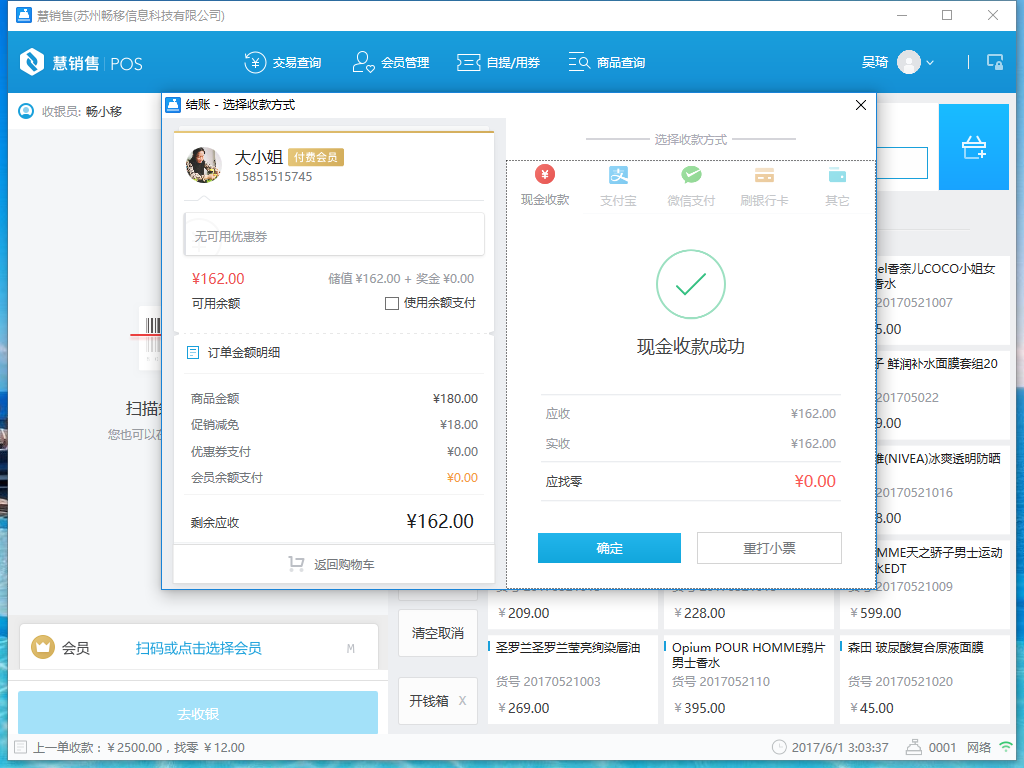 慧销售(苏州畅移信息科技有限公司)
慧销售 | POS
交易查询
会员管理
自提/用券
商品查询
吴琦
收银员: 畅小移
结账 - 选择收款方式
大小姐 付费会员
15851515745
无可用优惠券
¥162.00 储值 ¥162.00 + 奖金 ¥0.00
可用余额 使用余额支付
订单金额明细
商品金额 ¥180.00
促销减免 ¥18.00
优惠券支付 ¥0.00
会员余额支付 ¥0.00
剩余应收 ¥162.00
返回购物车
选择收款方式
现金收款 支付宝 微信支付 刷银行卡 其它
现金收款成功
应收 ¥162.00
实收 ¥162.00
应找零 ¥0.00
确定 重打小票
扫描
您也可以在
el香奈儿COCO小姐女
香水
20170521007
5.00
子 鲜润补水面膜套组20
201705022
9.00
(NIVEA)冰爽透明防晒
20170521016
8.00
MME天之骄子男士运动
EDT
20170521009
¥209.00
¥228.00
¥599.00
清空取消
开钱箱 X
圣罗兰圣罗兰莹亮绚染唇油
货号 20170521003
¥269.00
Opium POUR HOMME鸦片
男士香水
货号 2017052110
¥395.00
森田 玻尿酸复合原液面膜
货号 20170521020
¥45.00
会员 扫码或点击选择会员 M
去收银
上一单收款：¥2500.00，找零 ¥12.00
2017/6/1 3:03:37
0001
网络